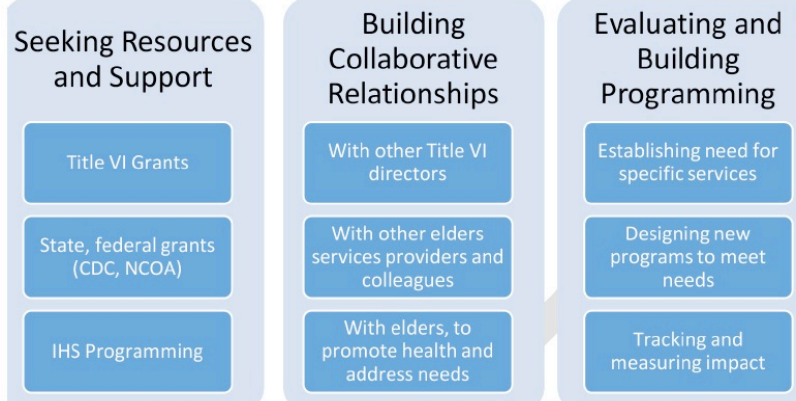 Seeking Resources
and Support
Title VI Grants
State, federal grants
(CDC, NCOA)
IHS Programming
Building
Collaborative
Relationships
With other Title VI
directors
With other elders
services providers and
colleagues
With elders, to
promote health and
address needs
Evaluating and
Building
Programming
Establishing need for
specific services
Designing new
programs to meet
needs
Tracking and
measuring impact